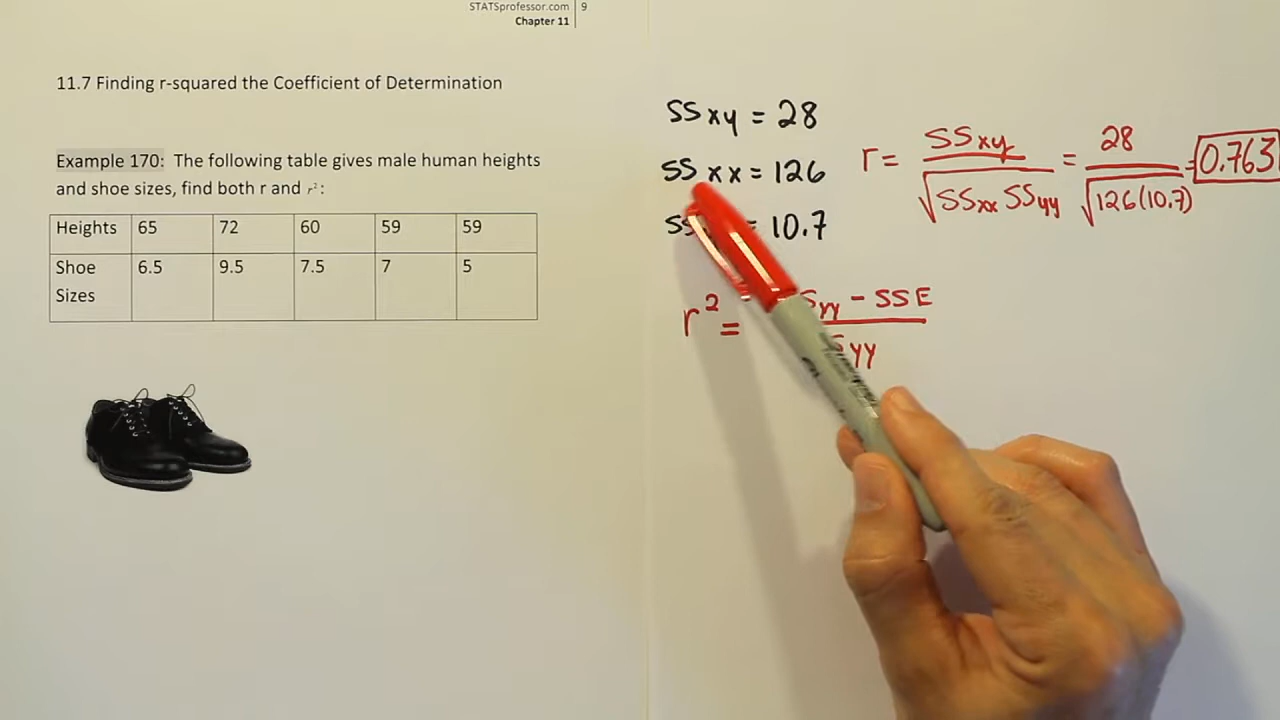 STATSprofessor.com 9
Chapter 11
11.7 Finding r-squared the Coefficient of Determination
Example 170: The following table gives male human heights
and shoe sizes, find both r and r²:
Heights 65 72 60 59 59
Shoe Sizes 6.5 9.5 7.5 7 5
SSxy = 28
SSxx = 126
= 10.7
r = SSxy / √SSxx SSyy = 28 / √126(10.7) = 0.763
r² = yy - SSE / yy